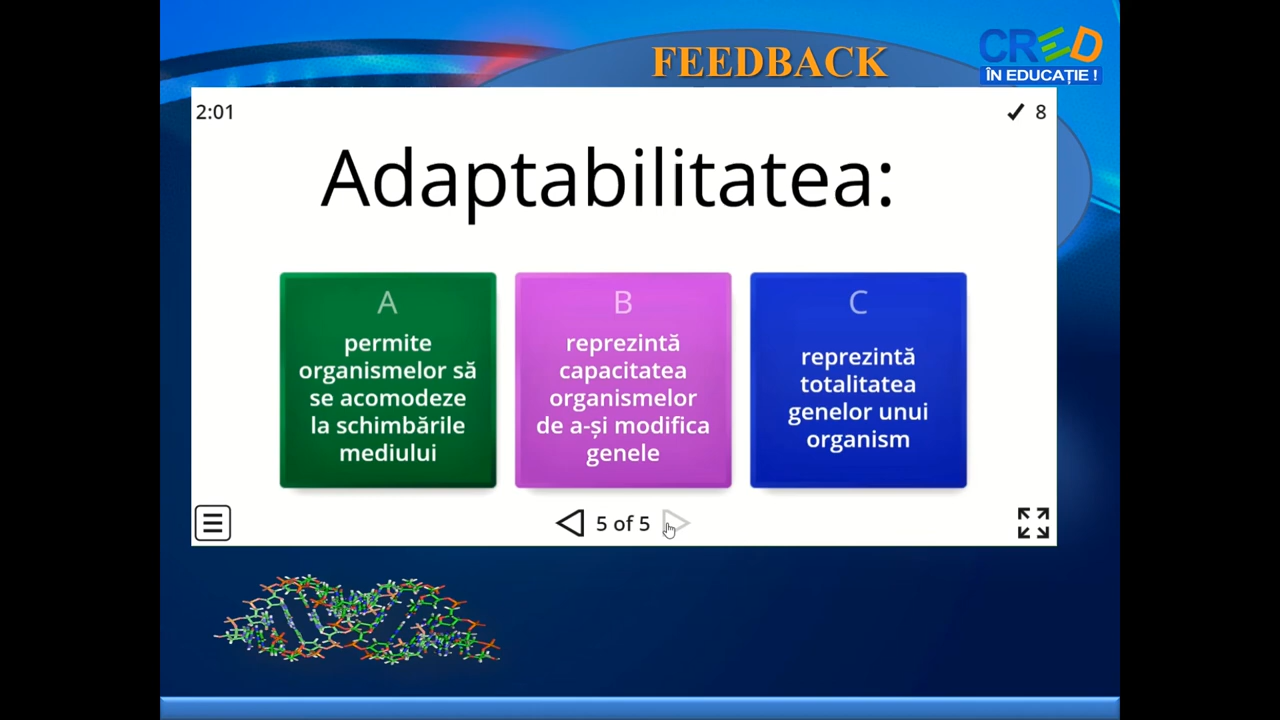 FEEDBACK
CRED
ÎN EDUCAȚIE !
2:01
✓ 8
Adaptabilitatea:
A
permite
organismelor să
se acomodeze
la schimbările
mediului
B
reprezintă
capacitatea
organismelor
de a-și modifica
genele
C
reprezintă
totalitatea
genelor unui
organism
5 of 5